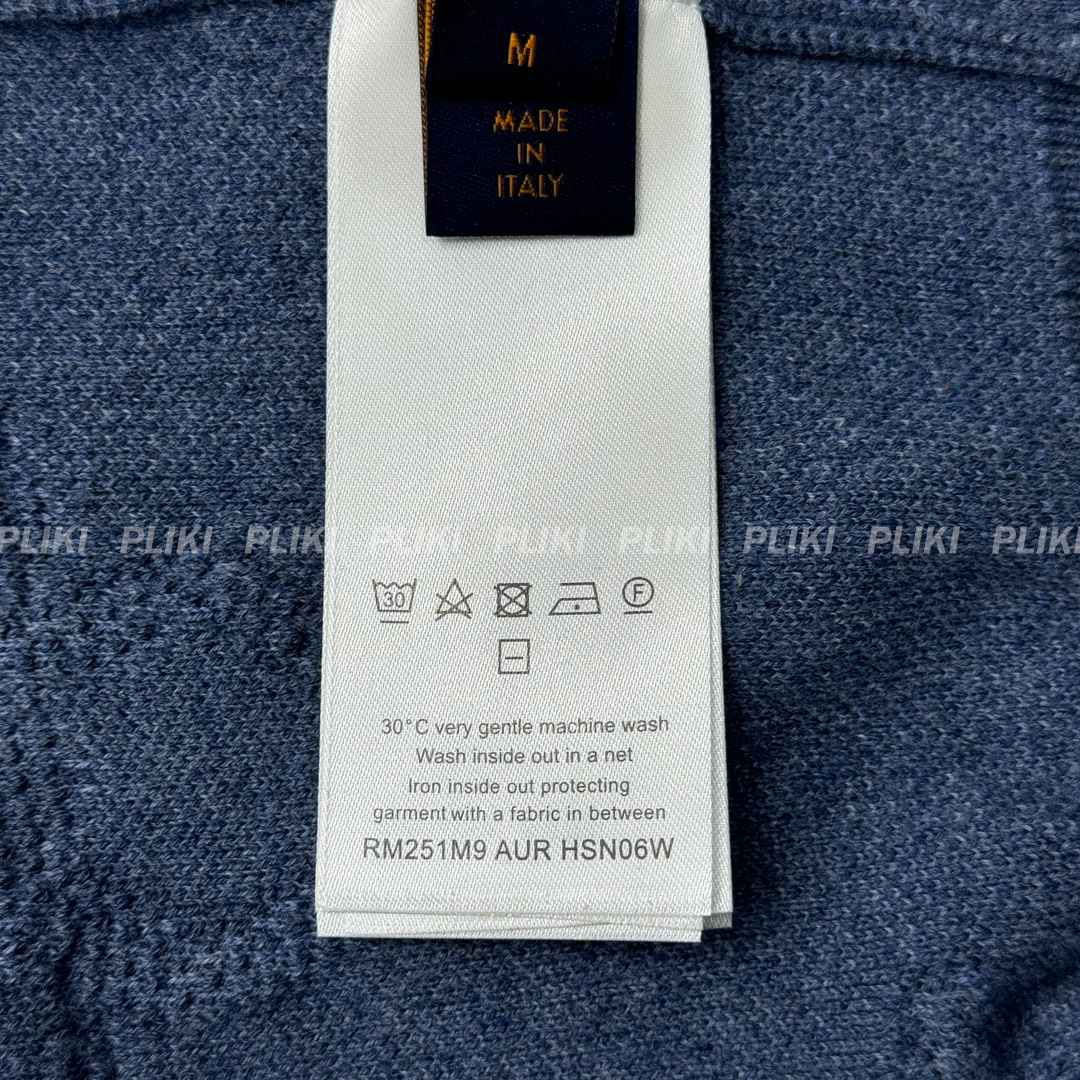 M
MADE
IN
ITALY
PLIKI PLIKI PLIKI PLIKI PLIKI PLIKI PLIKI PLIKI PLIKI
30 F
30°C very gentle machine wash
Wash inside out in a net
Iron inside out protecting
garment with a fabric in between
RM251M9 AUR HSN06W